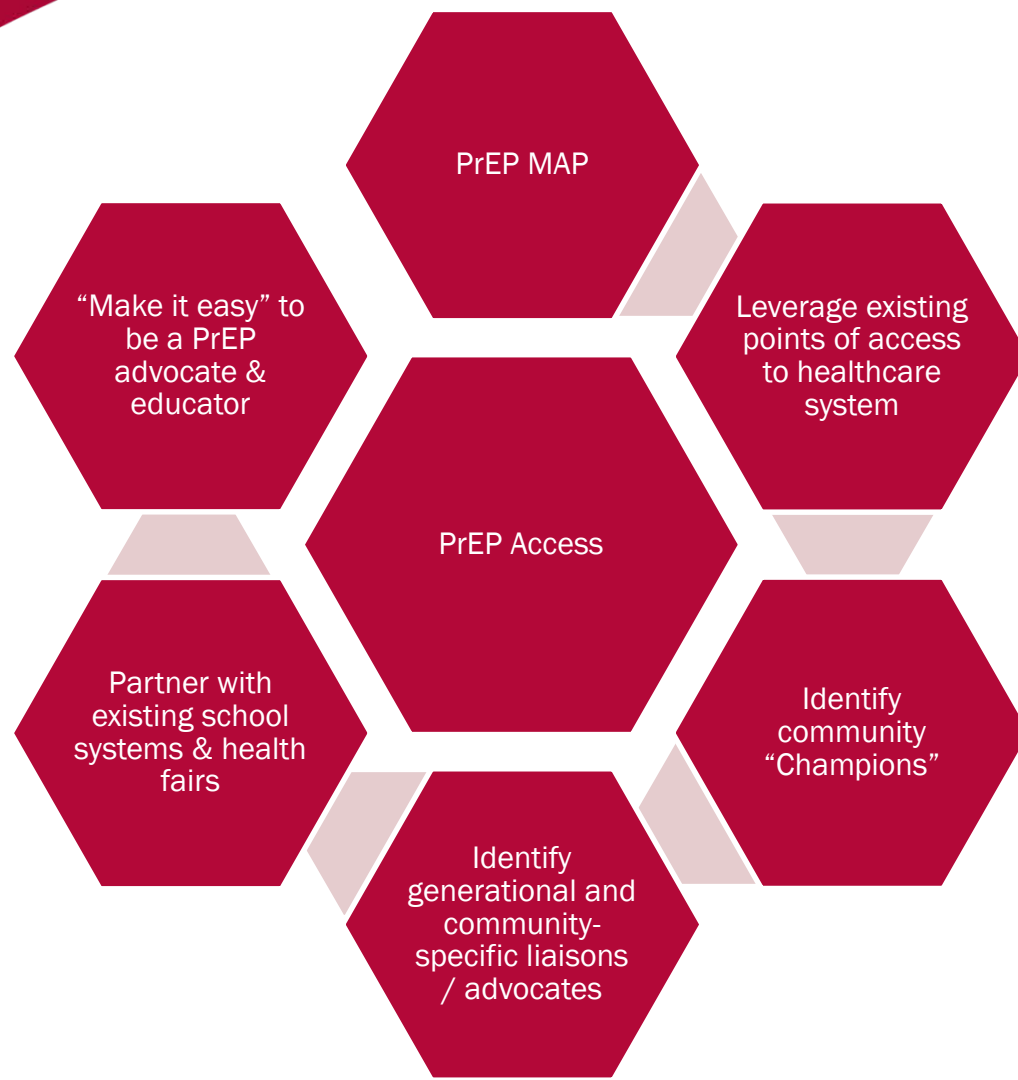 PrEP MAP
Leverage existing
points of access
to healthcare
system
Identify
community
“Champions”
Identify
generational and
community-
specific liaisons
/ advocates
Partner with
existing school
systems & health
fairs
“Make it easy” to
be a PrEP
advocate &
educator
PrEP Access